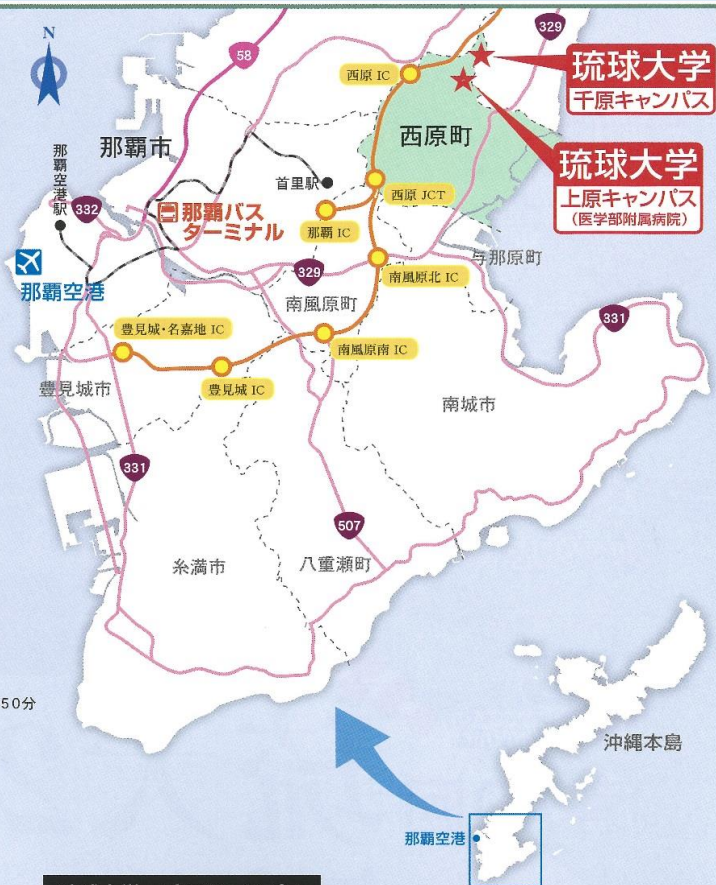 N
58
329
西原 IC
琉球大学
千原キャンパス
西原町
琉球大学
上原キャンパス
(医学部附属病院)
那覇市
那覇空港駅
332
首里駅
西原 JCT
那覇バス
ターミナル
那覇 IC
那覇空港
329
南風原北 IC
与那原町
南風原町
331
豊見城・名嘉地 IC
南風原南 IC
豊見城 IC
豊見城市
南城市
331
507
糸満市
八重瀬町
50分
沖縄本島
那覇空港